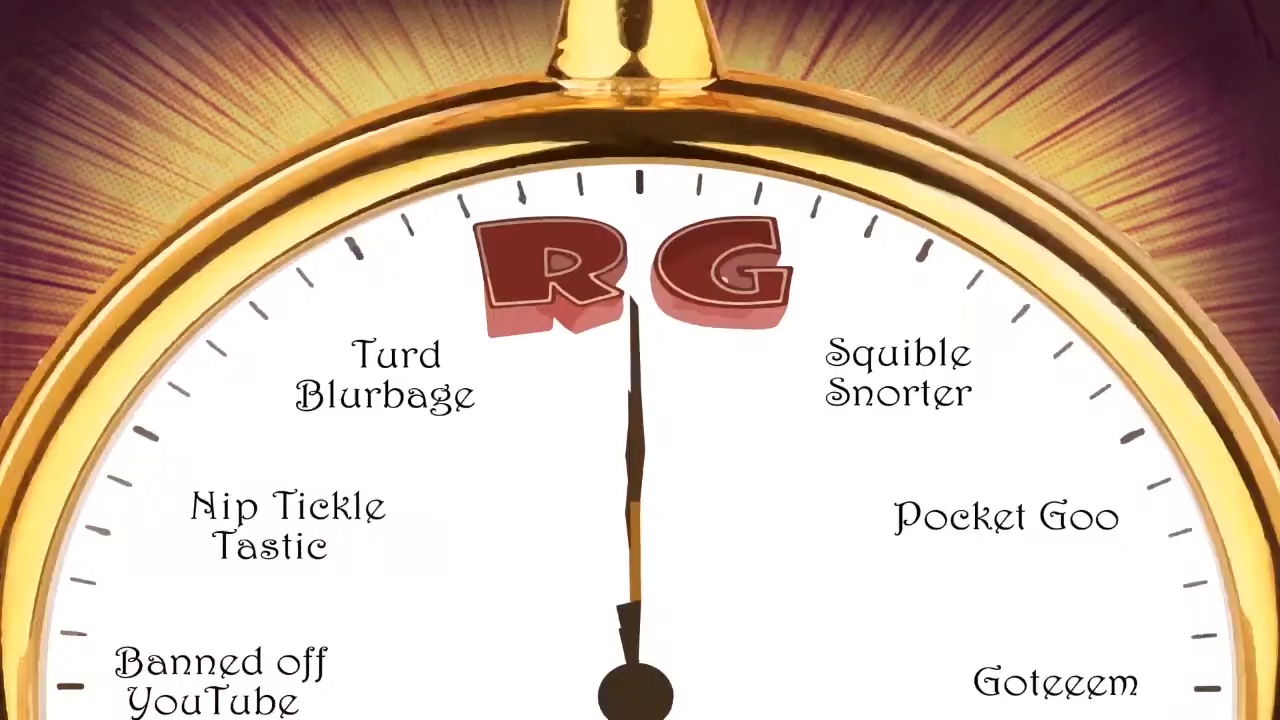 RG
Turd
Blurbage
Squible
Snorter
Nip Tickle
Tastic
Pocket Goo
Banned off
YouTube
Goteeem